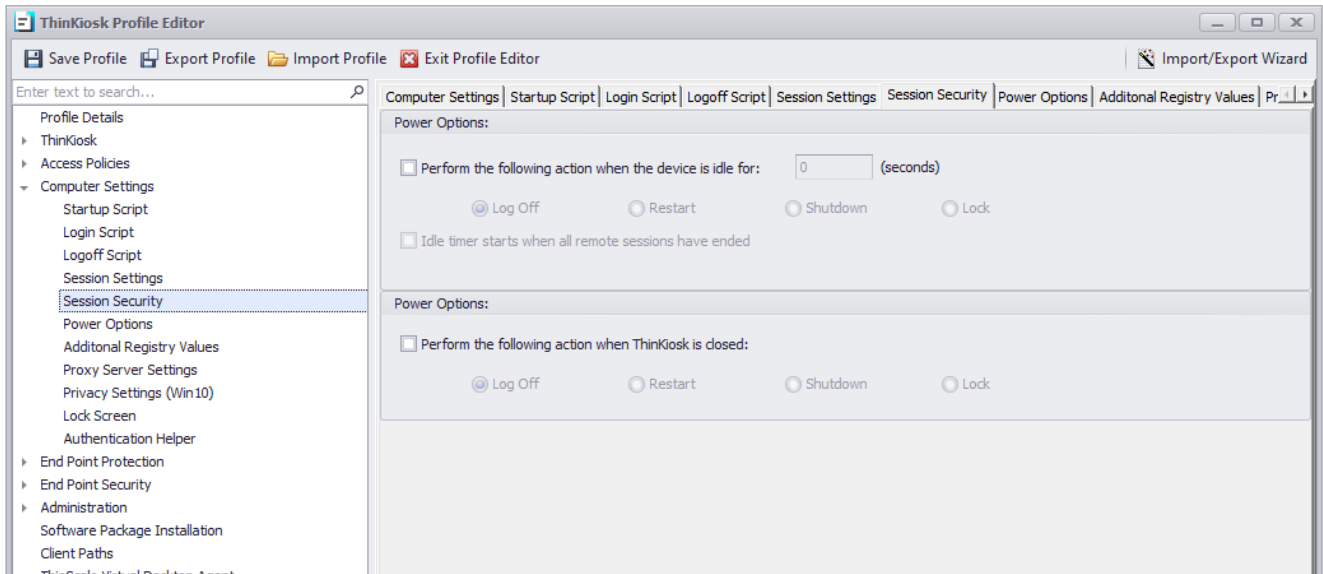 ThinKiosk Profile Editor
Save Profile Export Profile Import Profile Exit Profile Editor Import/Export Wizard
Enter text to search...
Profile Details
ThinKiosk
Access Policies
Computer Settings
Startup Script
Login Script
Logoff Script
Session Settings
Session Security
Power Options
Additonal Registry Values
Proxy Server Settings
Privacy Settings (Win10)
Lock Screen
Authentication Helper
End Point Protection
End Point Security
Administration
Software Package Installation
Client Paths
ThinScale Virtual Desktop Agent
Computer Settings Startup Script Login Script Logoff Script Session Settings Session Security Power Options Additonal Registry Values Pr
Power Options:
Perform the following action when the device is idle for: 0 (seconds)
Log Off Restart Shutdown Lock
Idle timer starts when all remote sessions have ended
Power Options:
Perform the following action when ThinKiosk is closed:
Log Off Restart Shutdown Lock